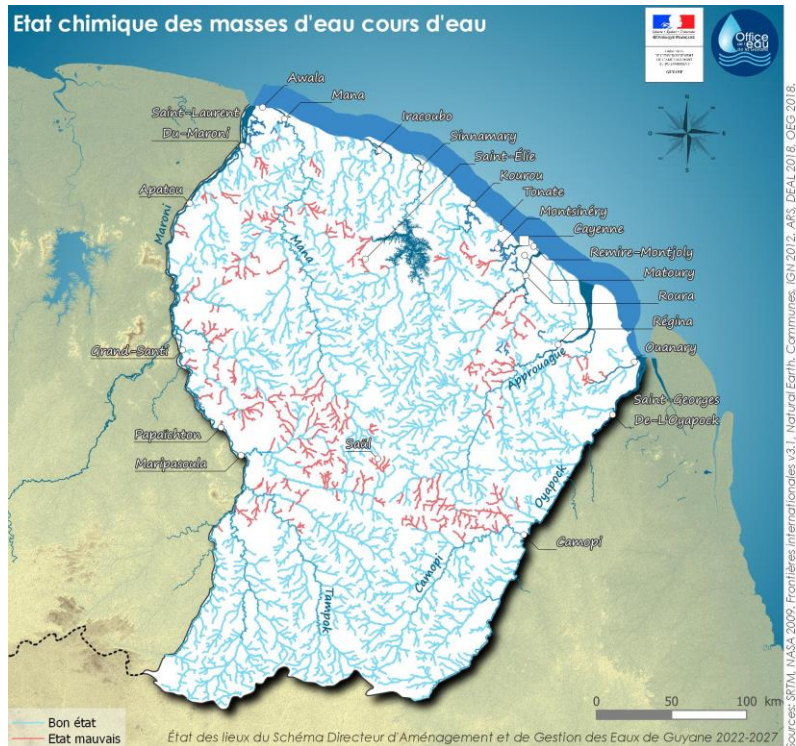 Etat chimique des masses d'eau cours d'eau
RÉPUBLIQUE FRANÇAISE
GUYANE
Office
de l'eau
Awala
Mana
Saint-Laurent
Du-Maroni
Iracoubo
Sinnamary
Saint-Élie
Kourou
Tonate
Montsinéry
Cayenne
Apatou
Maroni
Mana
Remire-Montjoly
Matoury
Roura
Régina
Grand-Santi
Approuague
Ouanary
Saint-Georges
De-L'Oyapock
Papaïchton
Saül
Maripasoula
Oyapock
Camopi
Camopi
Tampok
N
E
S
O
0 50 100 km
Bon état
Etat mauvais
État des lieux du Schéma Directeur d'Aménagement et de Gestion des Eaux de Guyane 2022-2027
Sources: SRTM, NASA 2009, Frontières internationales v3.1, Natural Earth. Communes, IGN 2012. ARS, DEAL 2018, OEG 2018.